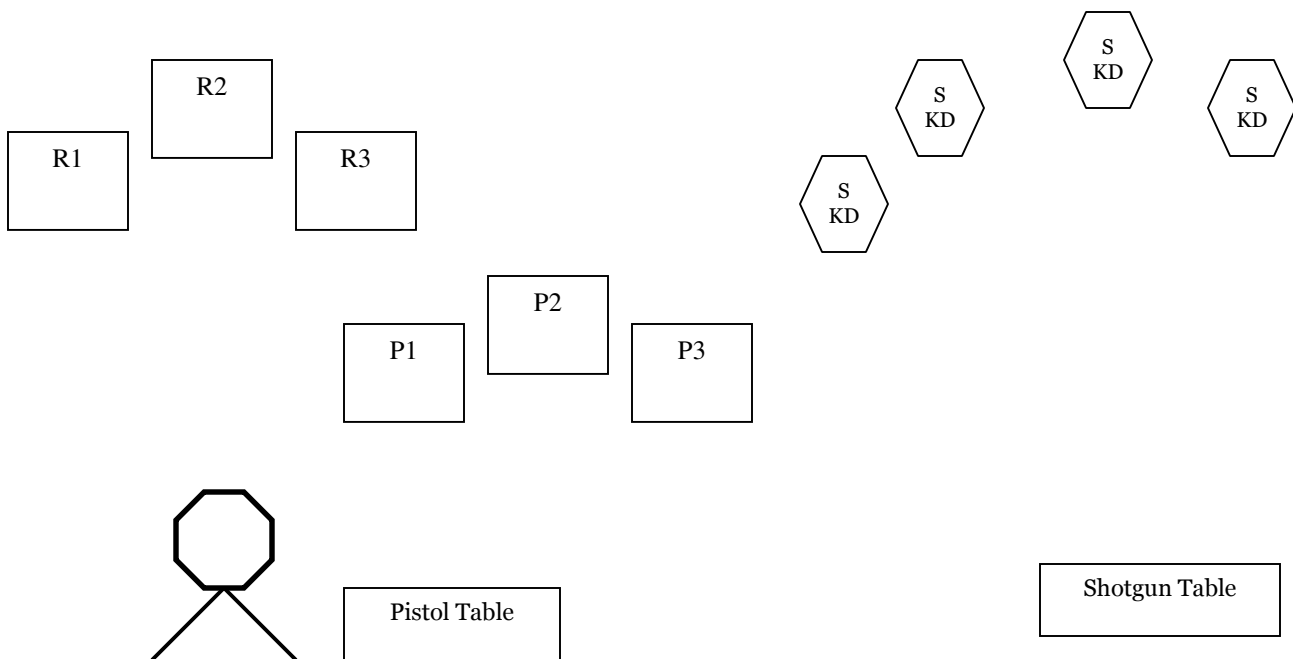 S
KD
R2
S
KD
S
KD
R1
R3
S
KD
P2
P1
P3
Shotgun Table
Pistol Table